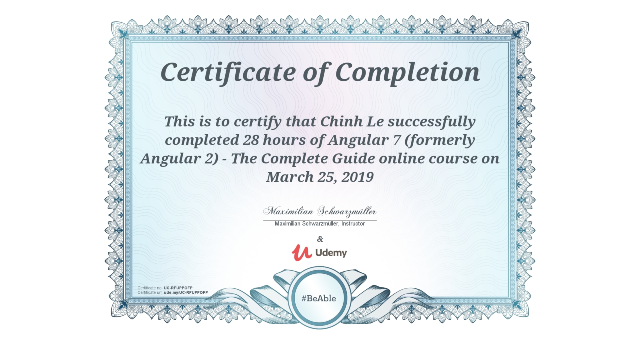 Certificate of Completion
This is to certify that Chinh Le successfully
completed 28 hours of Angular 7 (formerly
Angular 2) - The Complete Guide online course on
March 25, 2019
Maximilian Schwarzmüller
Maximilian Schwarzmüller, Instructor
&
Udemy
Certificate no:
Certificate url:
#BeAble